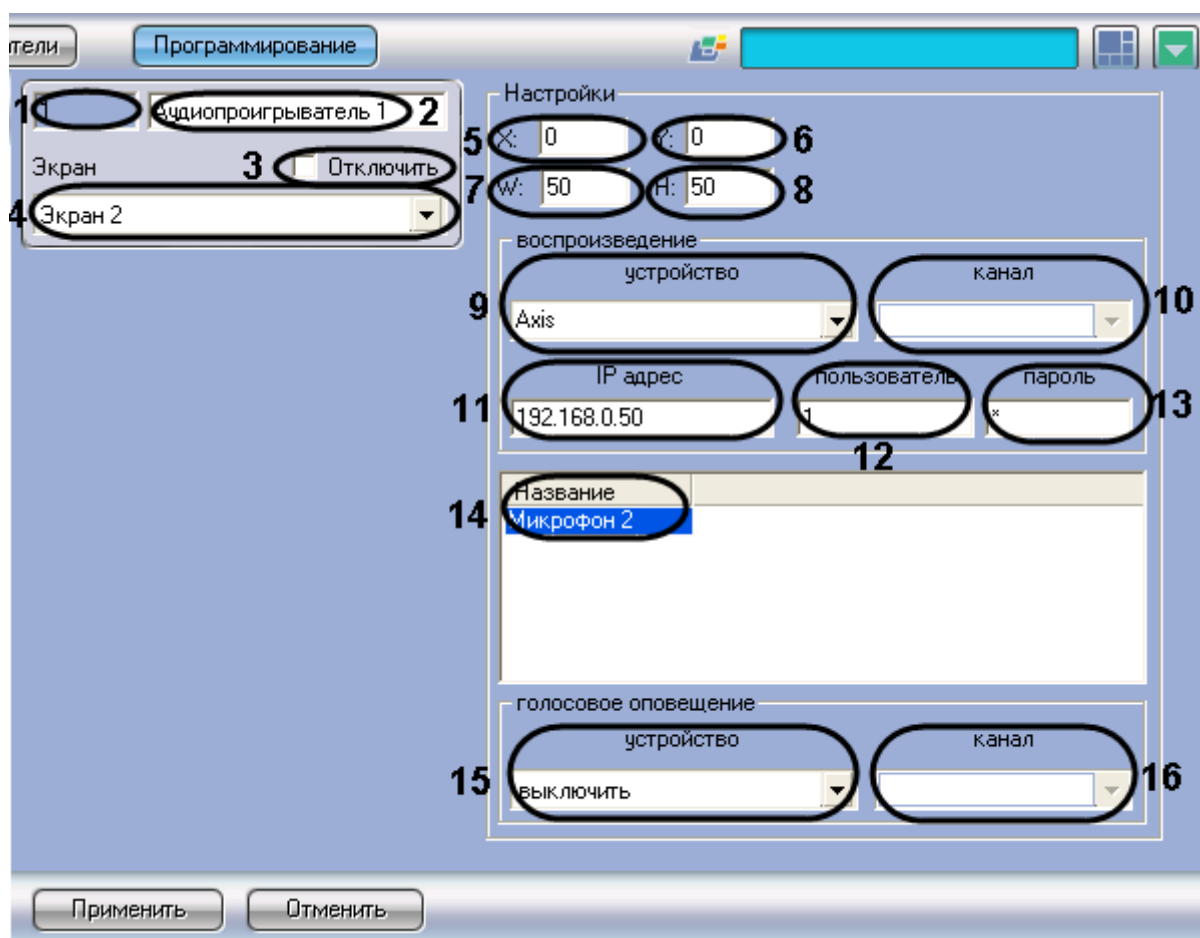 тели Программирование
1 1 Аудиопроигрыватель 1 2
Экран 3 Отключить
4 Экран 2
Настройки
5 X: 0 Y: 0 6
7 W: 50 H: 50 8
воспроизведение
устройство канал
9 Axis 10
IP адрес пользователь пароль
11 192.168.0.50 1 * 13
12
Название
14 Микрофон 2
голосовое оповещение
устройство канал
15 выключить 16
Применить Отменить